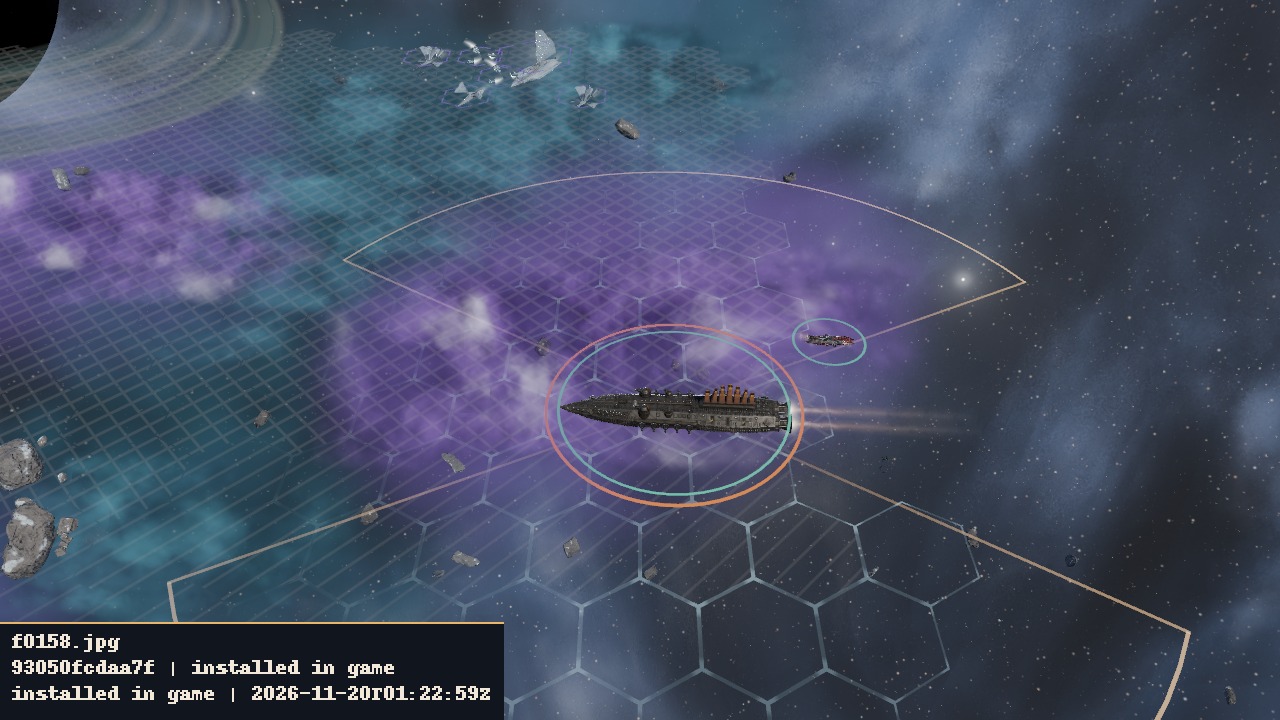 f0158.jpg
93050fcdaa7f | installed in game
installed in game | 2026-11-20T01:22:59Z